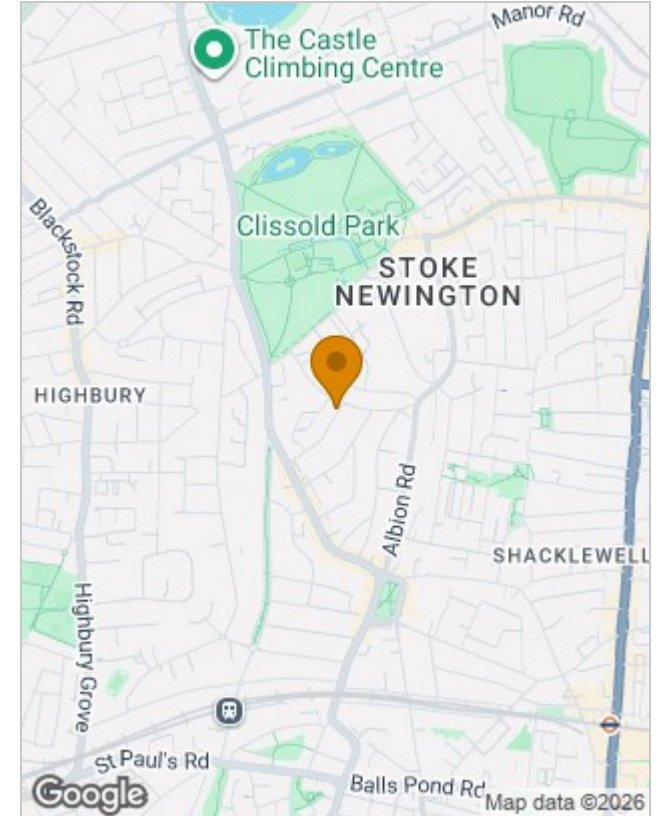 Manor Rd
The Castle
Climbing Centre
Blackstock Rd
Clissold Park
STOKE
NEWINGTON
HIGHBURY
Albion Rd
SHACKLEWELL
Highbury Grove
St Paul's Rd
Balls Pond Rd
Google
Map data ©2026